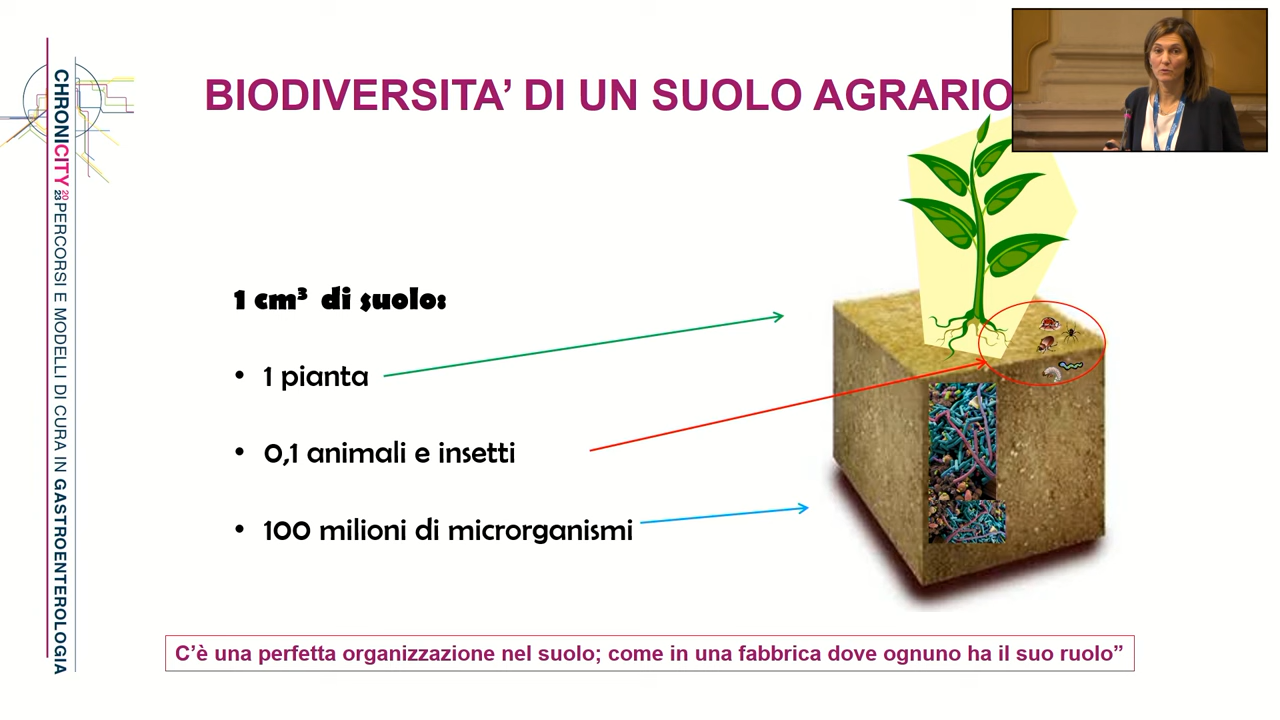 BIODIVERSITA’ DI UN SUOLO AGRARIO
CHRONICITY 2023 PERCORSI E MODELLI DI CURA IN GASTROENTEROLOGIA
1 cm³ di suolo:
• 1 pianta
• 0,1 animali e insetti
• 100 milioni di microrganismi
C’è una perfetta organizzazione nel suolo; come in una fabbrica dove ognuno ha il suo ruolo”